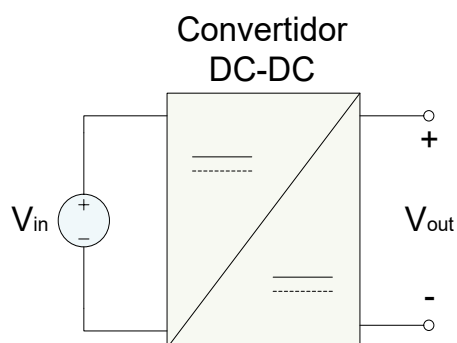 Convertidor
DC-DC
+
Vin
+
−
Vout
-